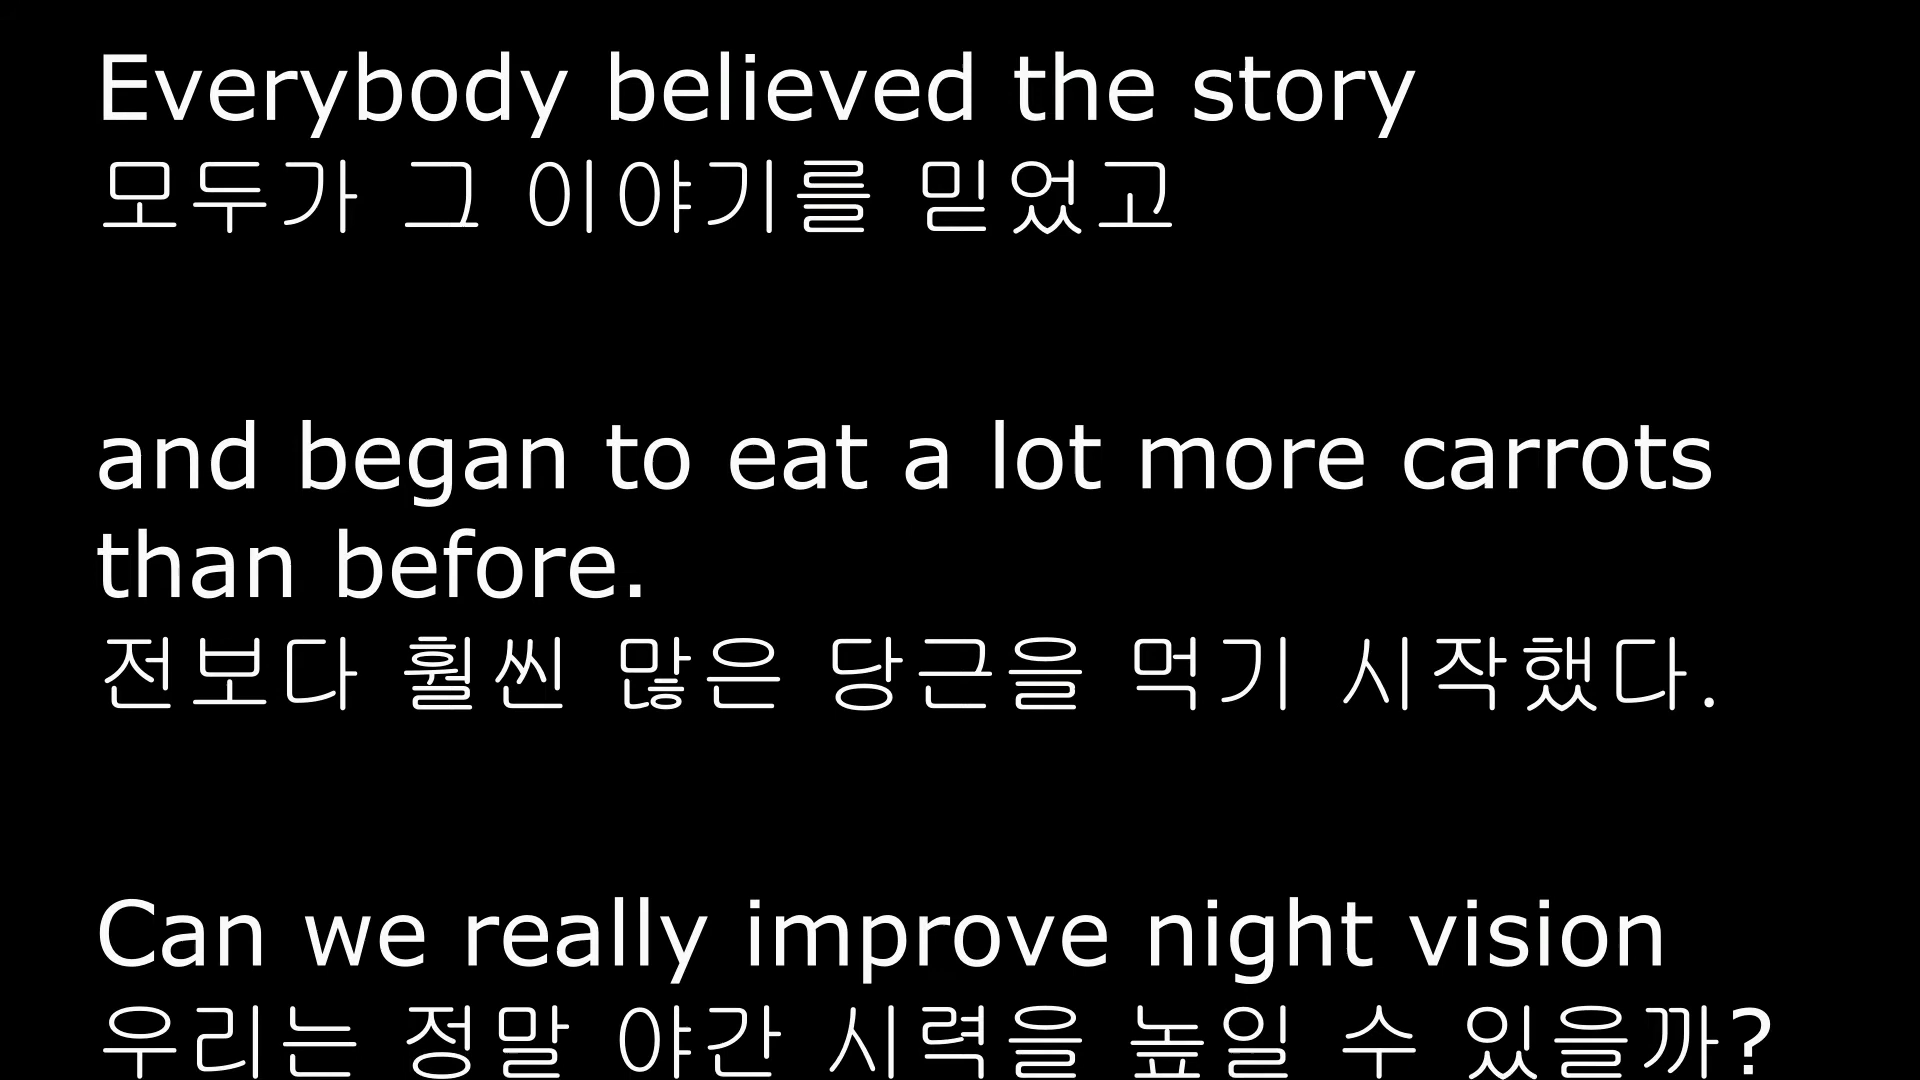 Everybody believed the story
모두가 그 이야기를 믿었고
and began to eat a lot more carrots
than before.
전보다 훨씬 많은 당근을 먹기 시작했다.
Can we really improve night vision
우리는 정말 야간 시력을 높일 수 있을까?